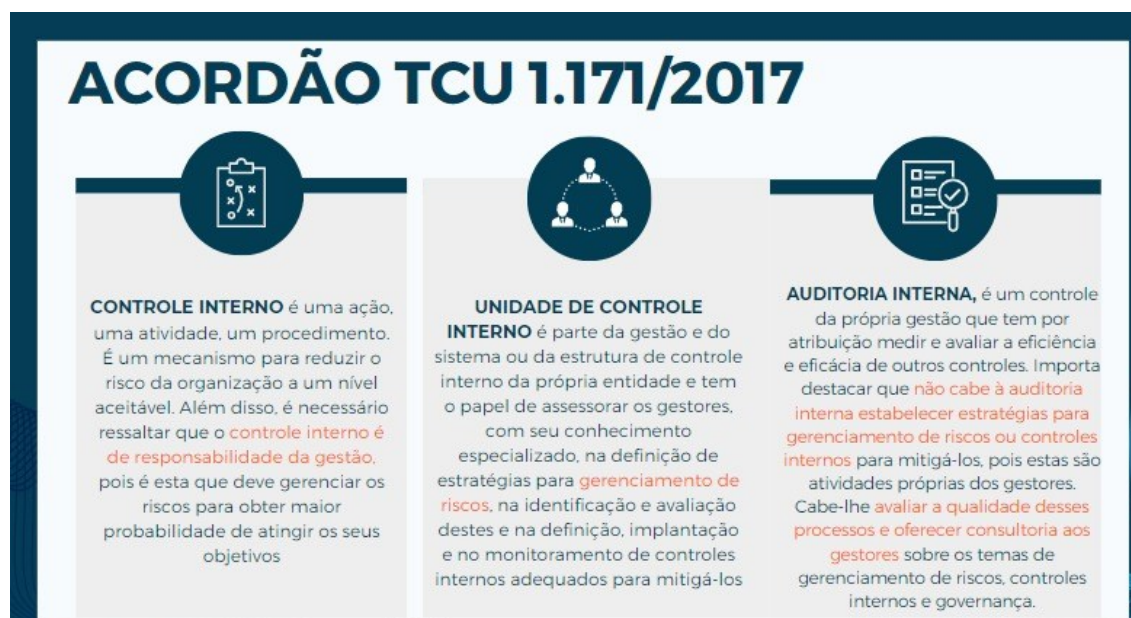 ACORDÃO TCU 1.171/2017
CONTROLE INTERNO é uma ação,
uma atividade, um procedimento.
É um mecanismo para reduzir o
risco da organização a um nível
aceitável. Além disso, é necessário
ressaltar que o controle interno é
de responsabilidade da gestão,
pois é esta que deve gerenciar os
riscos para obter maior
probabilidade de atingir os seus
objetivos
UNIDADE DE CONTROLE
INTERNO é parte da gestão e do
sistema ou da estrutura de controle
interno da própria entidade e tem
o papel de assessorar os gestores,
com seu conhecimento
especializado, na definição de
estratégias para gerenciamento de
riscos, na identificação e avaliação
destes e na definição, implantação
e no monitoramento de controles
internos adequados para mitigá-los
AUDITORIA INTERNA, é um controle
da própria gestão que tem por
atribuição medir e avaliar a eficiência
e eficácia de outros controles. Importa
destacar que não cabe à auditoria
interna estabelecer estratégias para
gerenciamento de riscos ou controles
internos para mitigá-los, pois estas são
atividades próprias dos gestores.
Cabe-lhe avaliar a qualidade desses
processos e oferecer consultoria aos
gestores sobre os temas de
gerenciamento de riscos, controles
internos e governança.